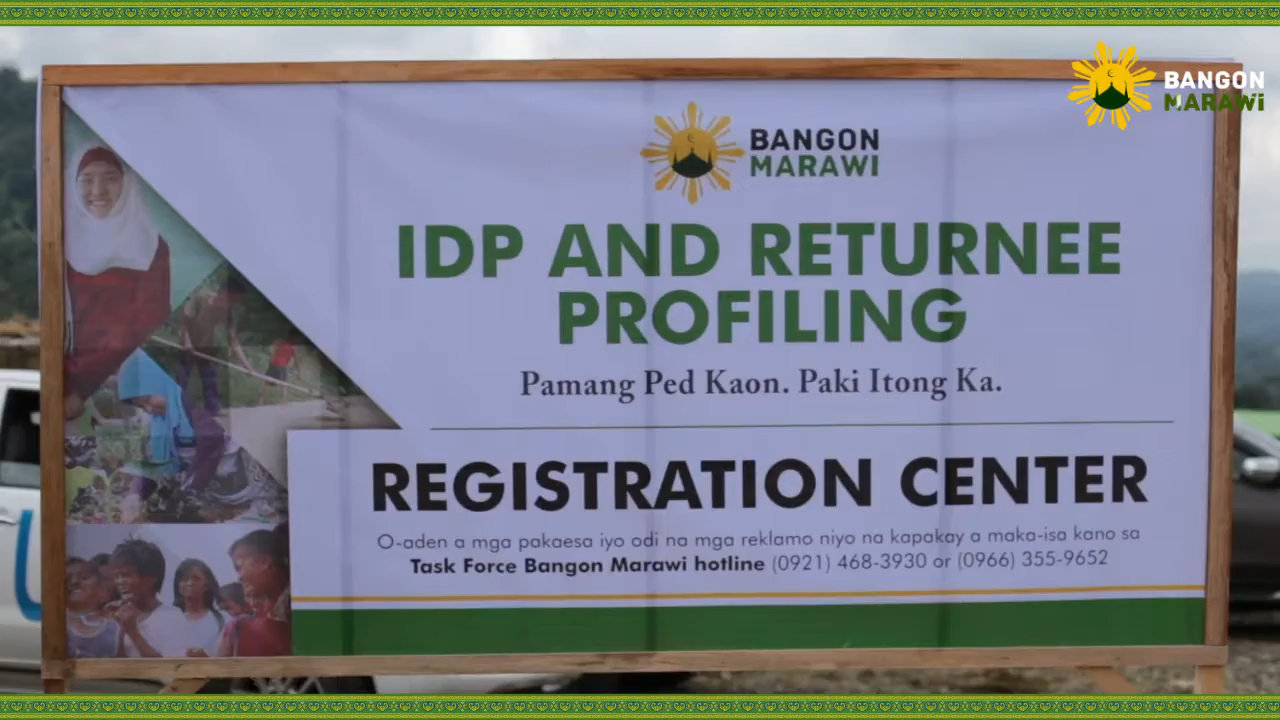 BANGON
MARAWI
BANGON
MARAWI
IDP AND RETURNEE
PROFILING
Pamang Ped Kaon. Paki Itong Ka.
REGISTRATION CENTER
O-aden a mga pakaesa iyo odi na mga reklamo niyo na kapakay a maka-isa kano sa
Task Force Bangon Marawi hotline (0921) 468-3930 or (0966) 355-9652